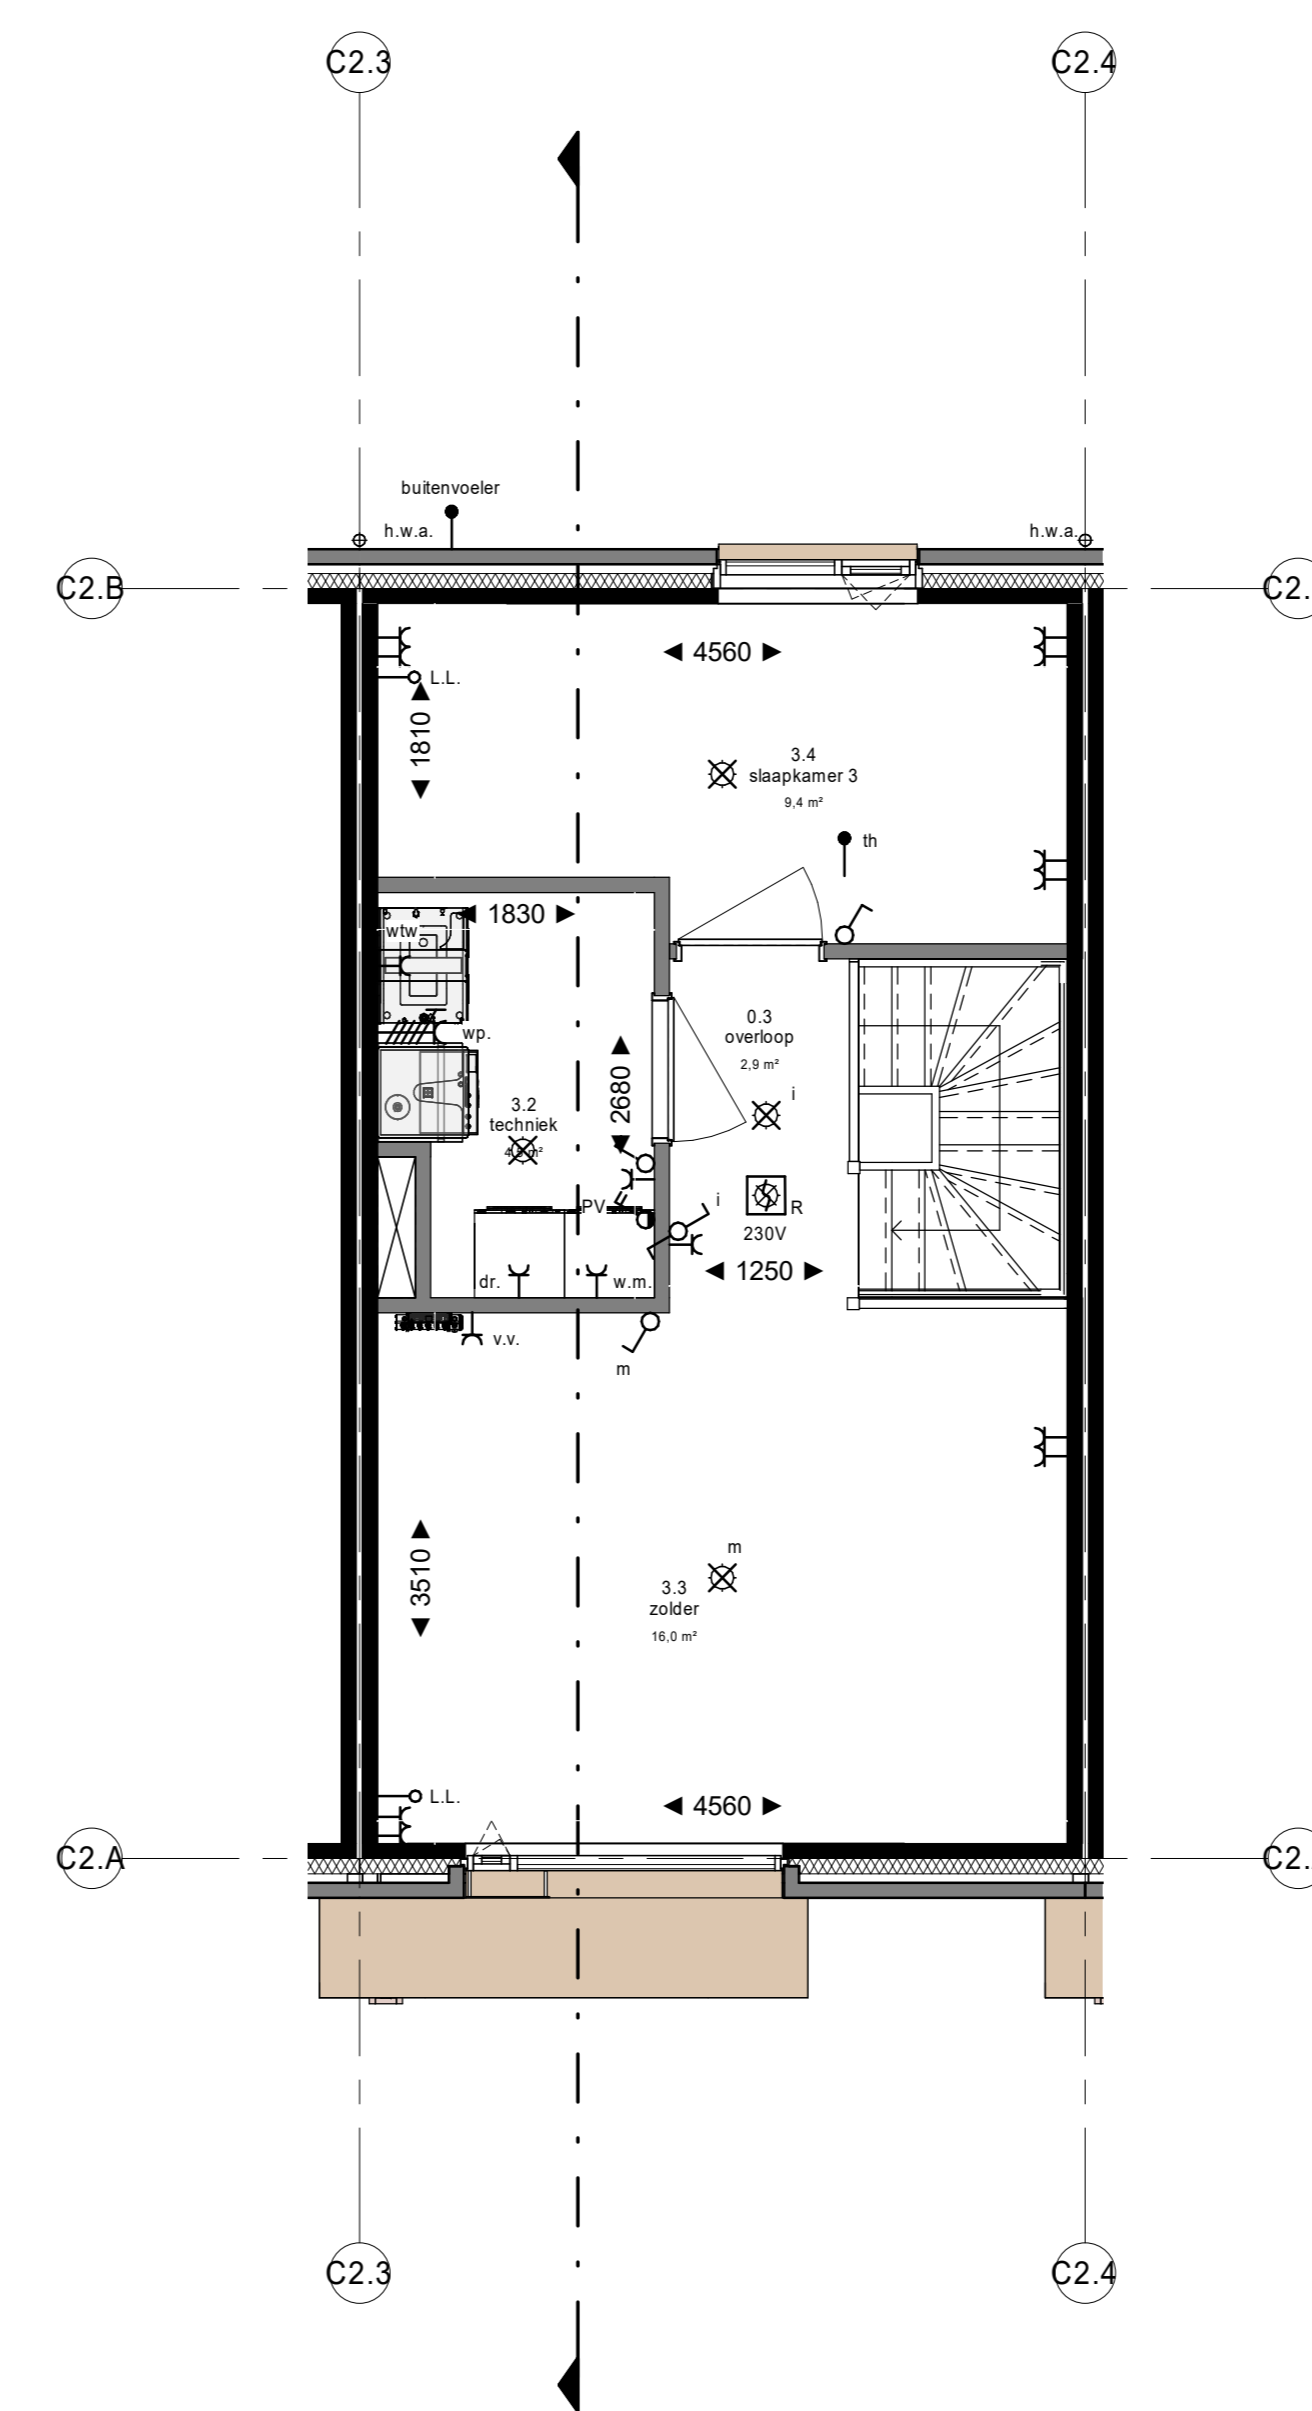 C2.3
C2.4
buitenvoeler
h.w.a.
h.w.a.
C2.B
C2.
4560
L.L.
1810
3.4
slaapkamer 3
9,4 m²
th
1830
wtw
wp.
0.3
overloop
2,9 m²
i
2680
3.2
techniek
PV
i
R
230V
1250
dr.
w.m.
v.v.
m
3510
m
3.3
zolder
16,0 m²
L.L.
4560
C2.A
C2.
C2.3
C2.4